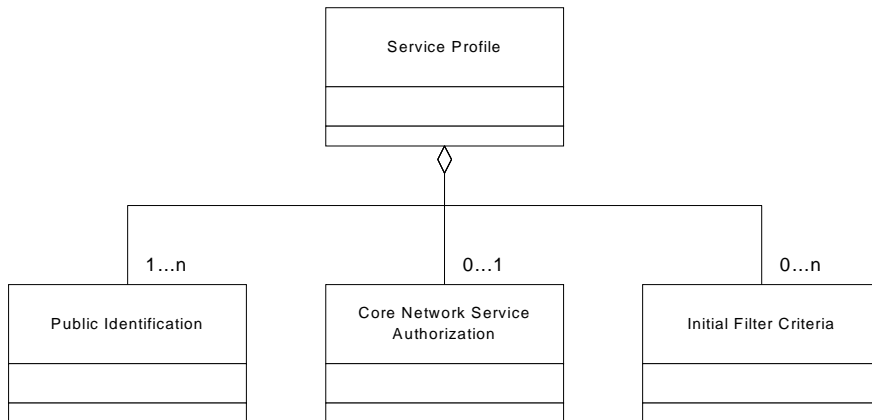 Service Profile
1...n
0...1
0...n
Public Identification
Core Network Service
Authorization
Initial Filter Criteria